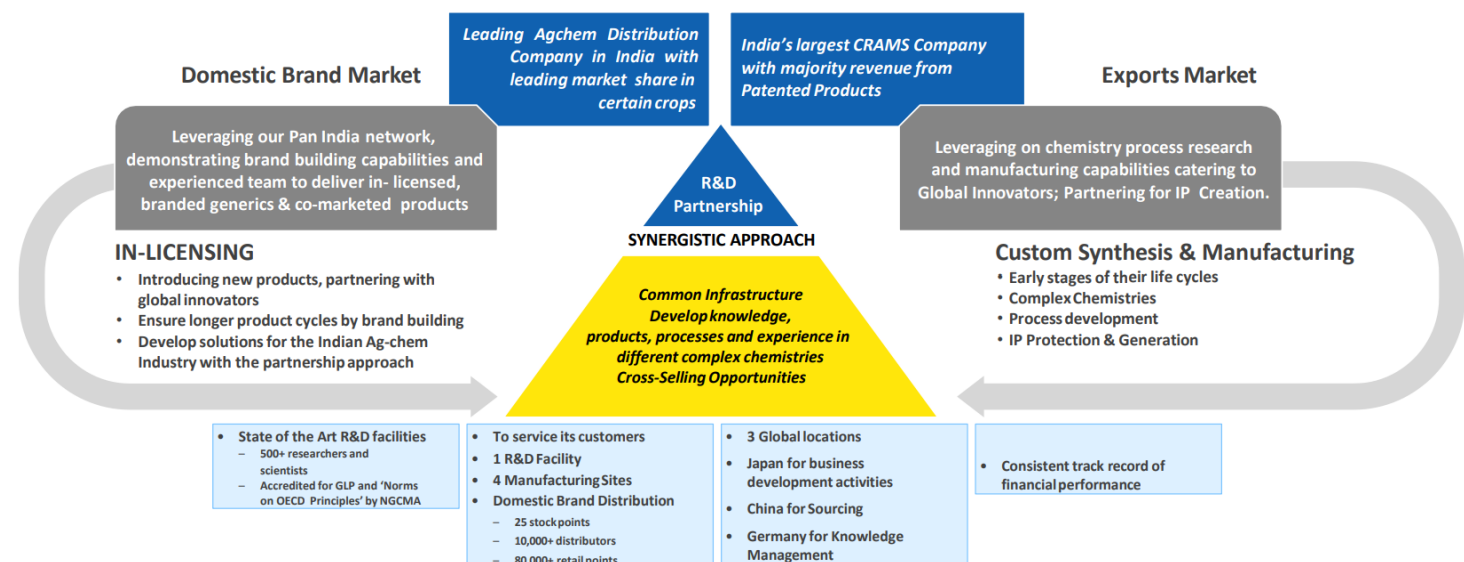 Domestic Brand Market
Leading Agchem Distribution
Company in India with
leading market share in
certain crops
India's largest CRAMS Company
with majority revenue from
Patented Products
Exports Market
Leveraging our Pan India network,
demonstrating brand building capabilities and
experienced team to deliver in- licensed,
branded generics & co-marketed products
R&D
Partnership
Leveraging on chemistry process research
and manufacturing capabilities catering to
Global Innovators; Partnering for IP Creation.
SYNERGISTIC APPROACH
IN-LICENSING
• Introducing new products, partnering with
global innovators
• Ensure longer product cycles by brand building
• Develop solutions for the Indian Ag-chem
Industry with the partnership approach
Common Infrastructure
Develop knowledge,
products, processes and experience in
different complex chemistries
Cross-Selling Opportunities
Custom Synthesis & Manufacturing
• Early stages of their life cycles
• Complex Chemistries
• Process development
• IP Protection & Generation
• State of the Art R&D facilities
– 500+ researchers and
scientists
– Accredited for GLP and 'Norms
on OECD Principles' by NGCMA
• To service its customers
• 1 R&D Facility
• 4 Manufacturing Sites
• Domestic Brand Distribution
– 25 stock points
– 10,000+ distributors
– 80,000+ retail points
• 3 Global locations
• Japan for business
development activities
• China for Sourcing
• Germany for Knowledge
Management
• Consistent track record of
financial performance